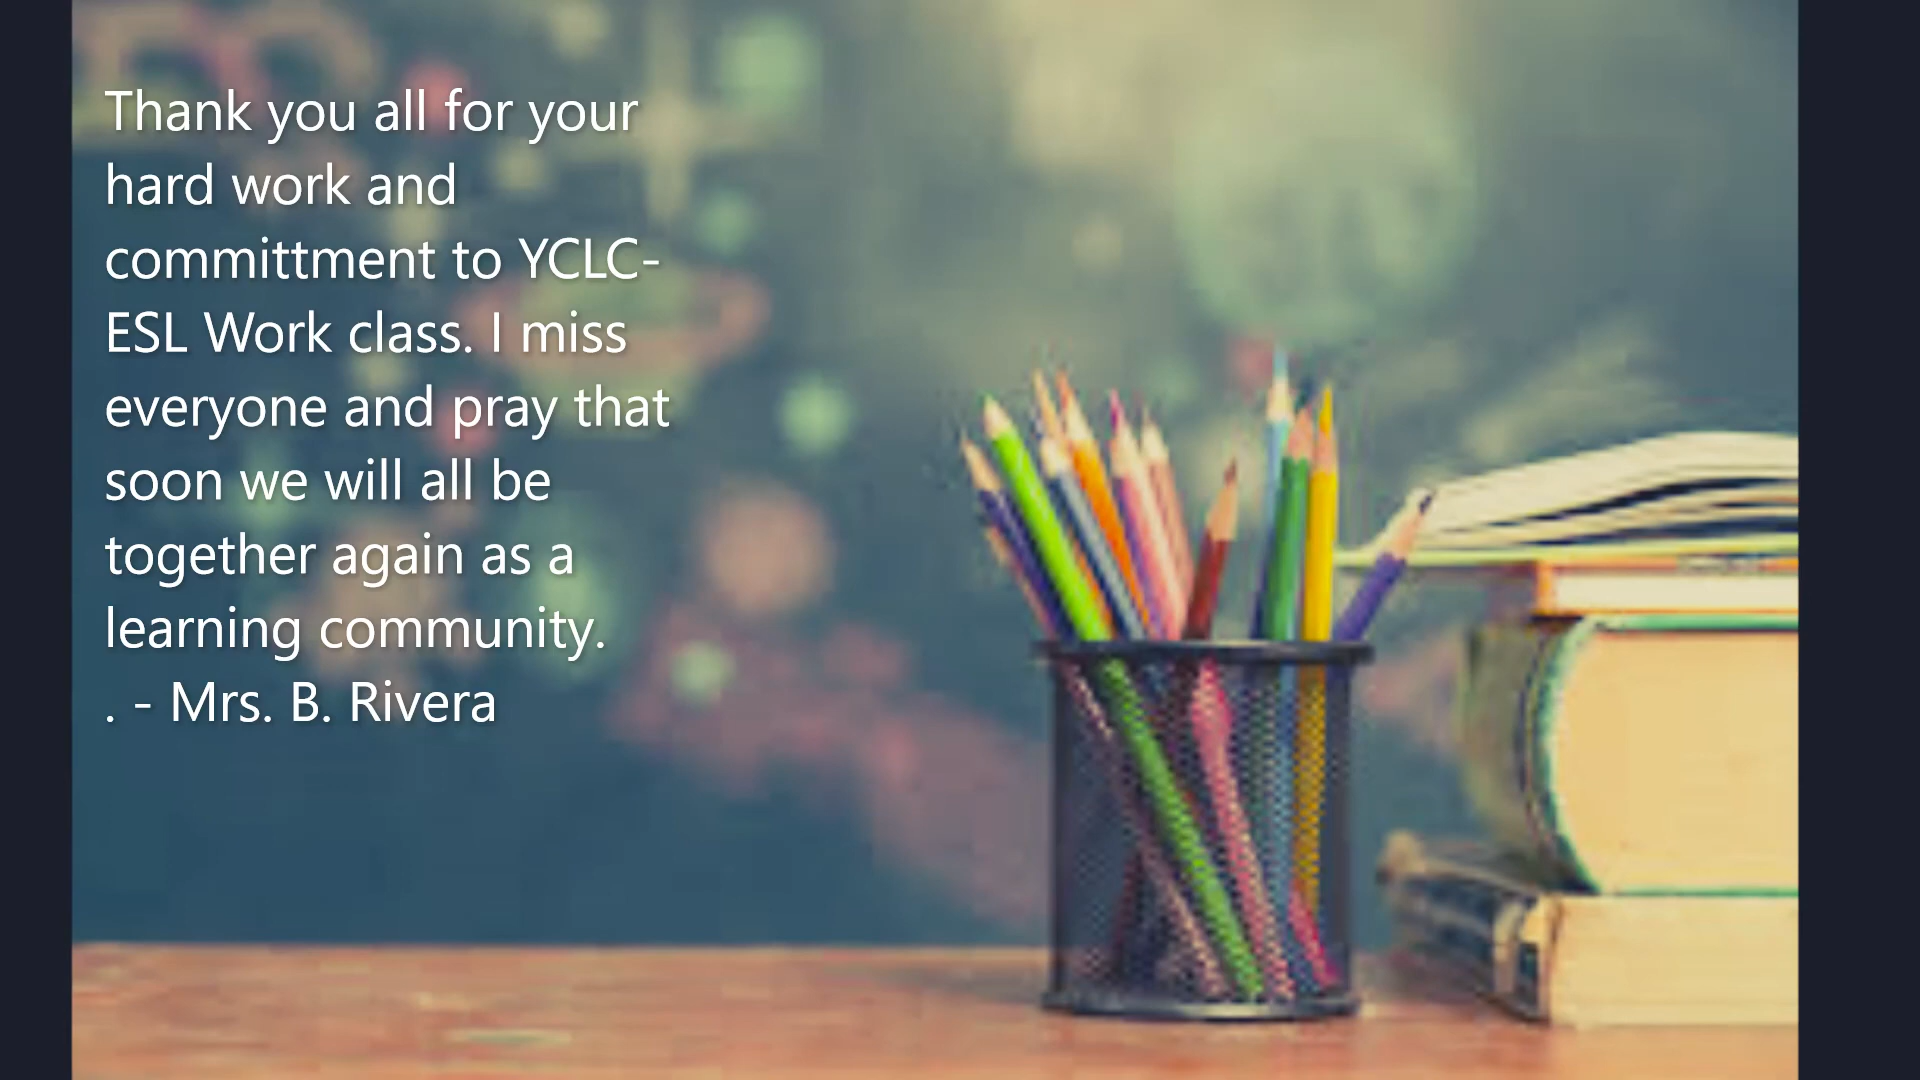 Thank you all for your
hard work and
committment to YCLC-
ESL Work class. I miss
everyone and pray that
soon we will all be
together again as a
learning community.
. - Mrs. B. Rivera